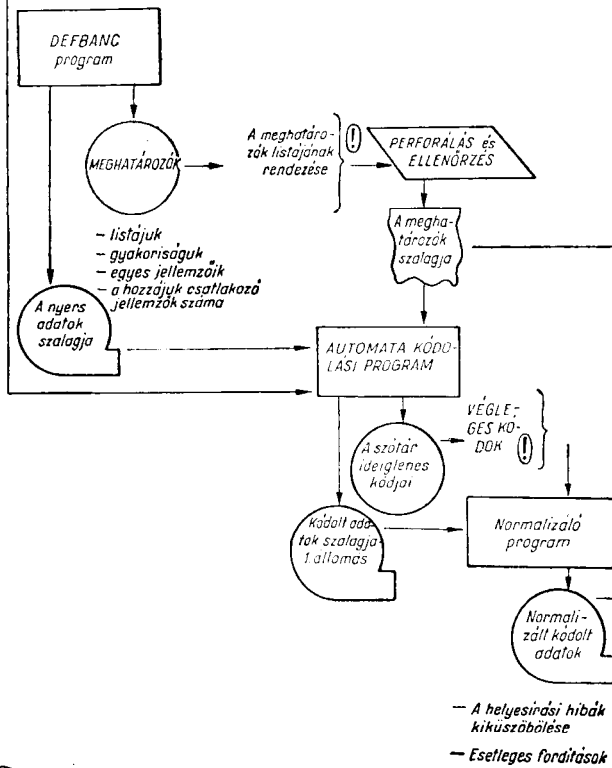 DEFBANC
program
MEGHATÁROZÓK
A meghatáro-
zók listájának
rendezése
!
PERFORÁLÁS és
ELLENŐRZÉS
A megha-
tározók
szalagja
– listájuk
– gyakoriságuk
– egyes jellemzőik
– a hozzájuk csatlakozó
jellemzők száma
A nyers
adatok
szalagja
AUTOMATA KÓDO-
LÁSI PROGRAM
A szótár
ideiglenes
kódjai
VÉGLE-
GES KÓ-
DOK
!
Kódolt ada-
tok szalagja
1. állomás
Normalizáló
program
Normali-
zált kódolt
adatok
– A helyesírási hibák
kiküszöbölése
– Esetleges fordítások